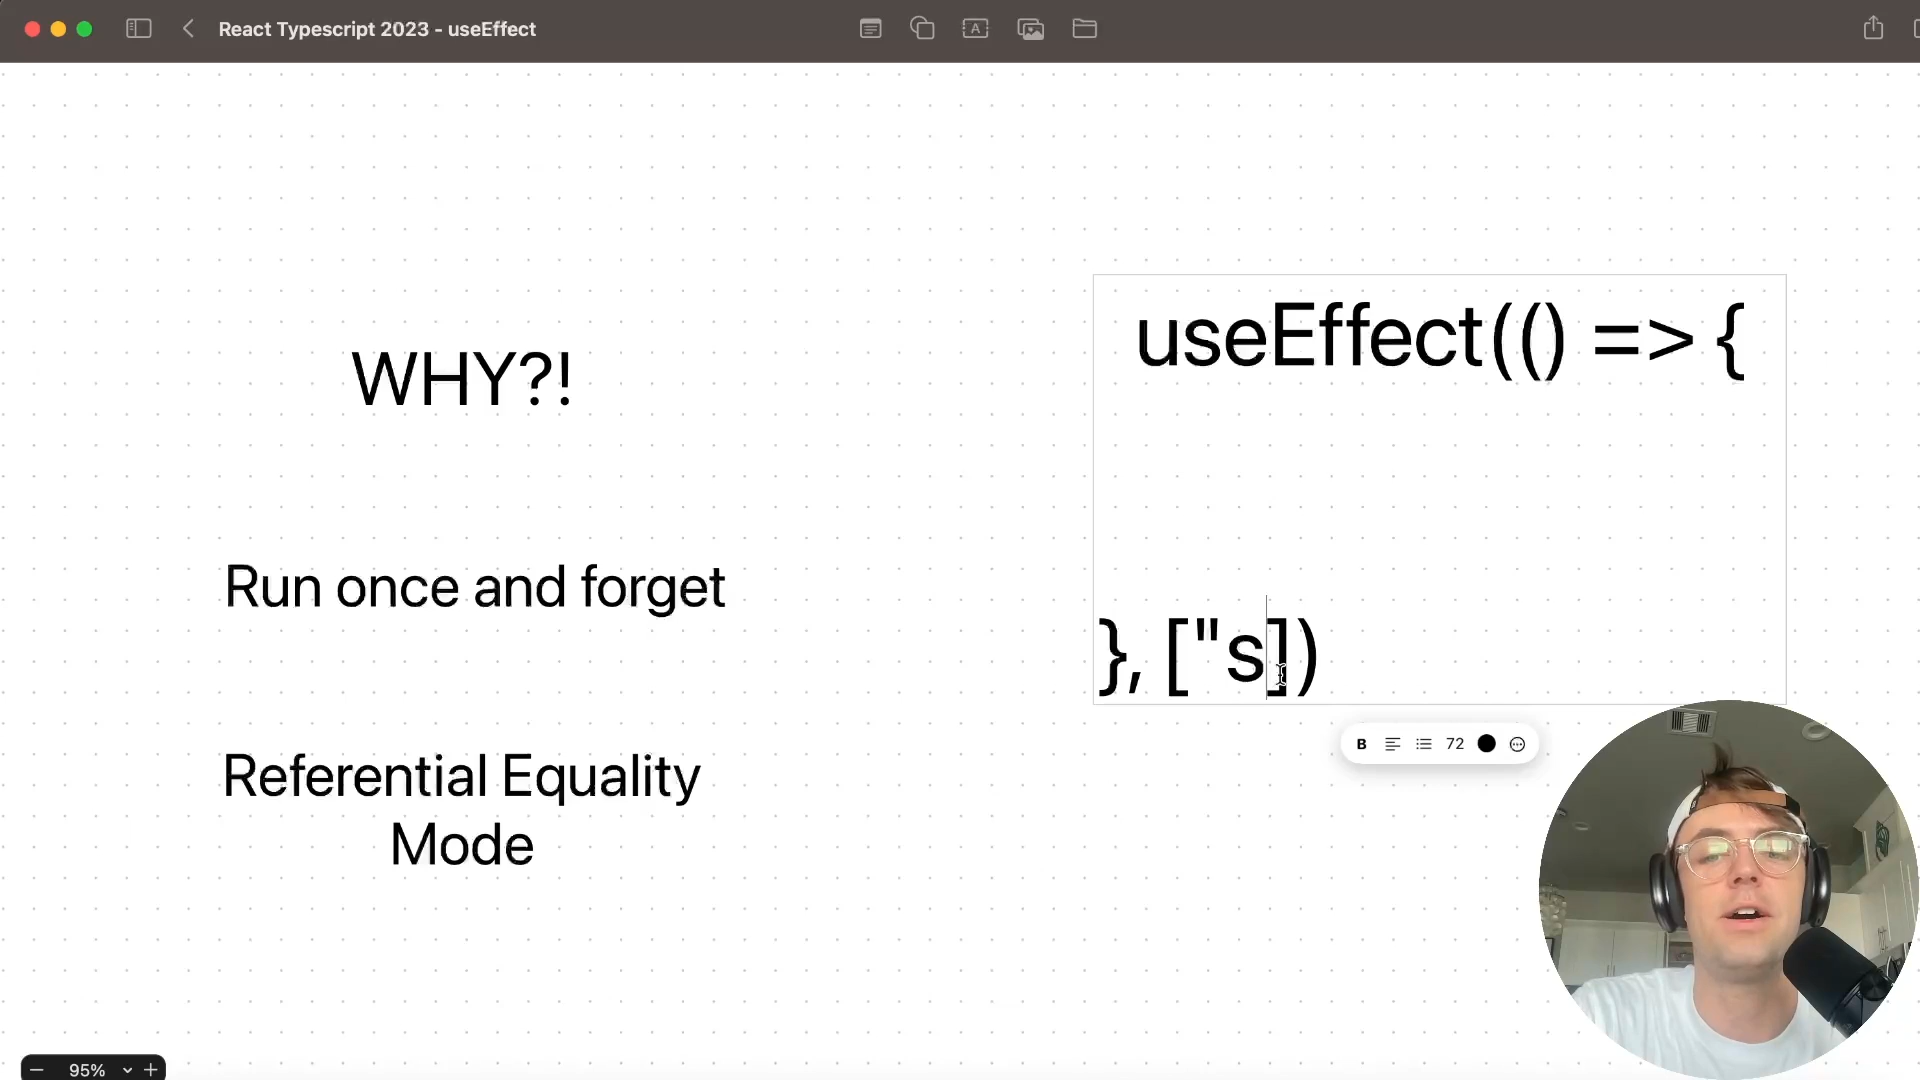 React Typescript 2023 - useEffect
WHY?!
Run once and forget
Referential Equality
Mode
useEffect(() => {
}, ["s])
B
72
95%